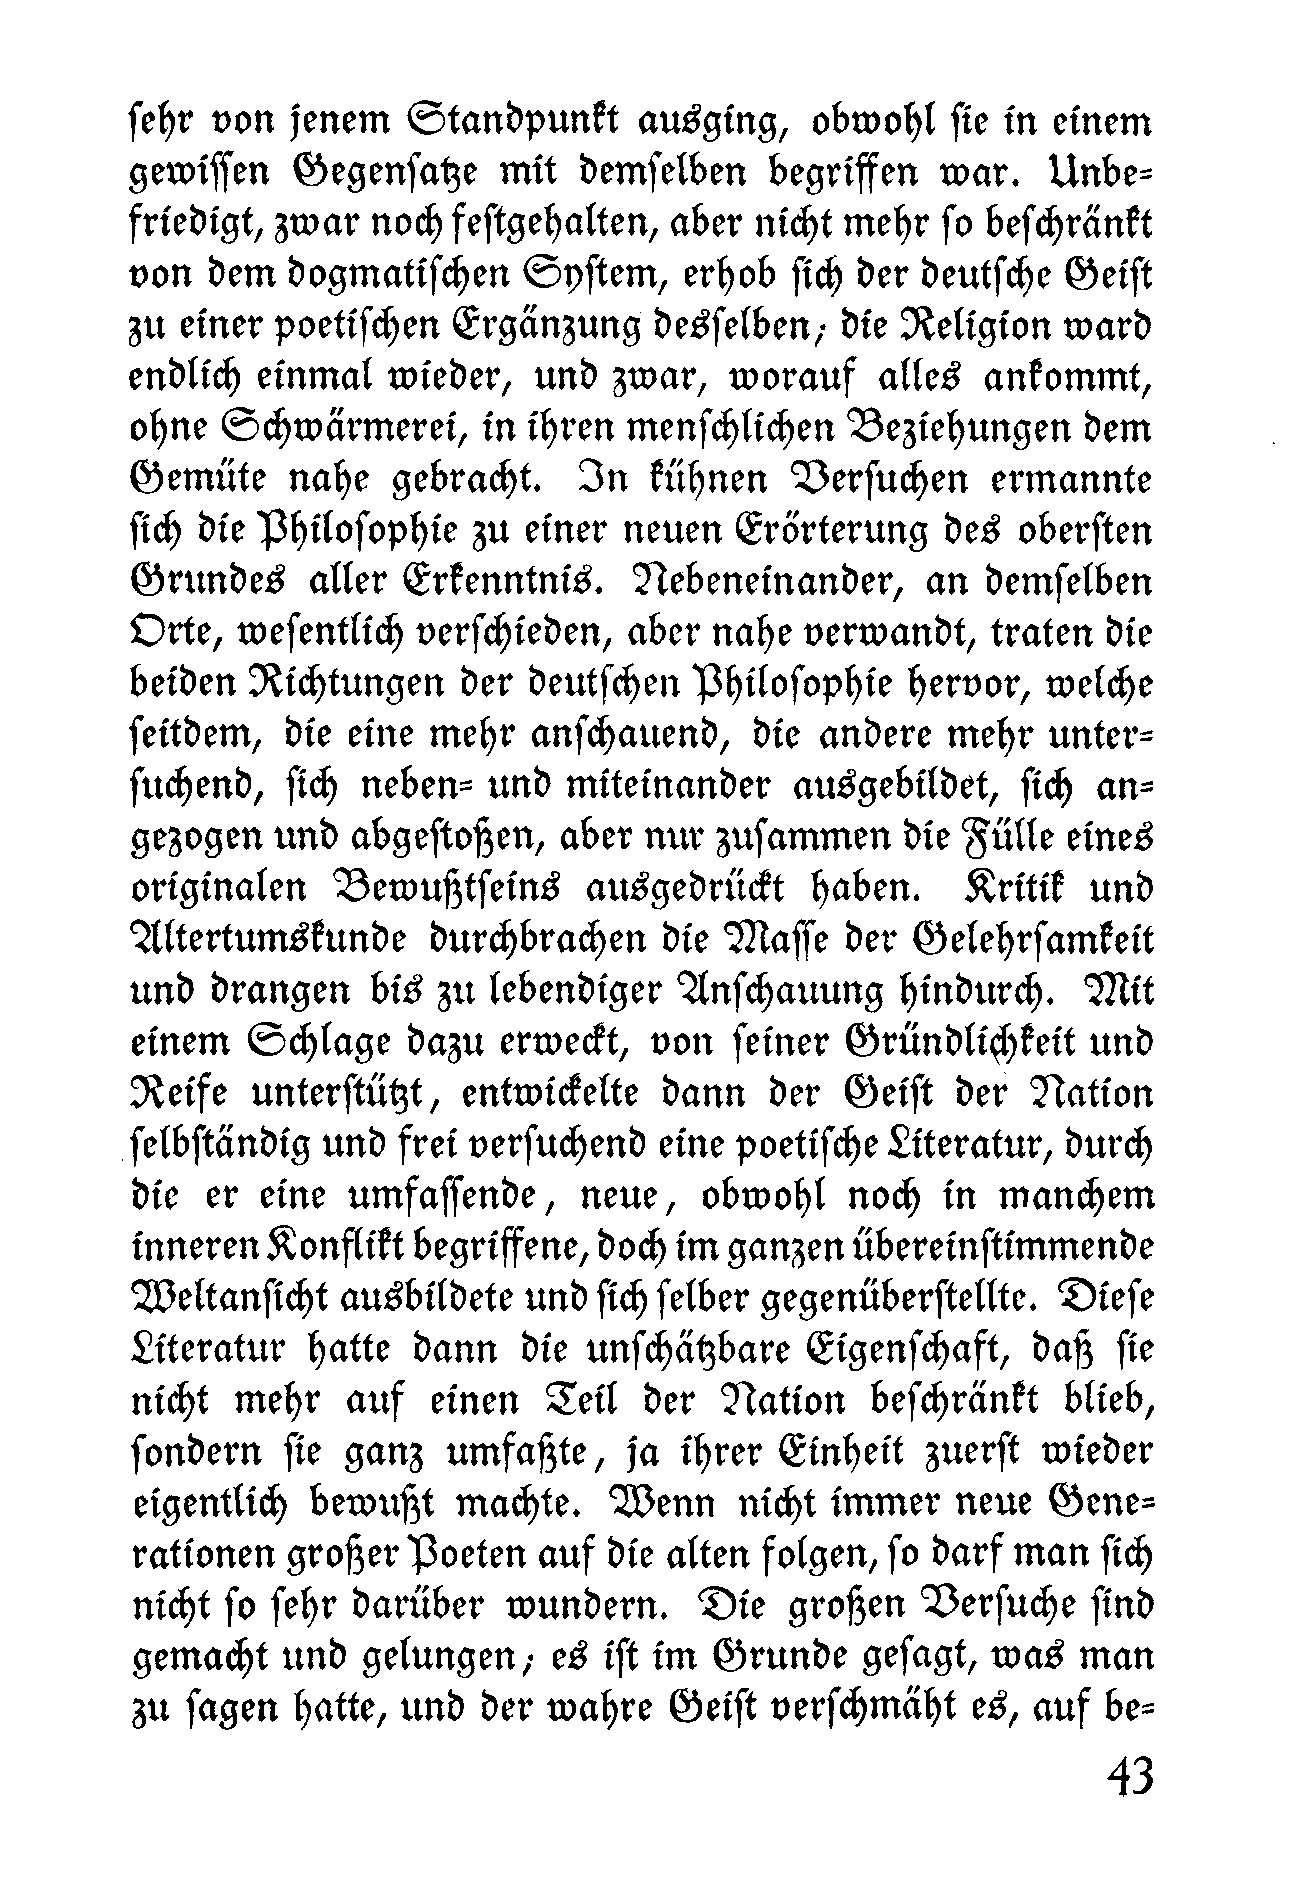 sehr von jenem Standpunkt ausging, obwohl sie in einem
gewissen Gegensatze mit demselben begriffen war. Unbe-
friedigt, zwar noch festgehalten, aber nicht mehr so beschränkt
von dem dogmatischen System, erhob sich der deutsche Geist
zu einer poetischen Ergänzung desselben; die Religion ward
endlich einmal wieder, und zwar, worauf alles ankommt,
ohne Schwärmerei, in ihren menschlichen Beziehungen dem
Gemüte nahe gebracht. In kühnen Versuchen ermannte
sich die Philosophie zu einer neuen Erörterung des obersten
Grundes aller Erkenntnis. Nebeneinander, an demselben
Orte, wesentlich verschieden, aber nahe verwandt, traten die
beiden Richtungen der deutschen Philosophie hervor, welche
seitdem, die eine mehr anschauend, die andere mehr unter-
suchend, sich neben- und miteinander ausgebildet, sich an-
gezogen und abgestoßen, aber nur zusammen die Fülle eines
originalen Bewußtseins ausgedrückt haben. Kritik und
Altertumskunde durchbrachen die Masse der Gelehrsamkeit
und drangen bis zu lebendiger Anschauung hindurch. Mit
einem Schlage dazu erweckt, von seiner Gründlichkeit und
Reife unterstützt, entwickelte dann der Geist der Nation
selbständig und frei versuchend eine poetische Literatur, durch
die er eine umfassende, neue, obwohl noch in manchem
inneren Konflikt begriffene, doch im ganzen übereinstimmende
Weltansicht ausbildete und sich selber gegenüberstellte. Diese
Literatur hatte dann die unschätzbare Eigenschaft, daß sie
nicht mehr auf einen Teil der Nation beschränkt blieb,
sondern sie ganz umfaßte, ja ihrer Einheit zuerst wieder
eigentlich bewußt machte. Wenn nicht immer neue Gene-
rationen großer Poeten auf die alten folgen, so darf man sich
nicht so sehr darüber wundern. Die großen Versuche sind
gemacht und gelungen; es ist im Grunde gesagt, was man
zu sagen hatte, und der wahre Geist verschmäht es, auf be-
43